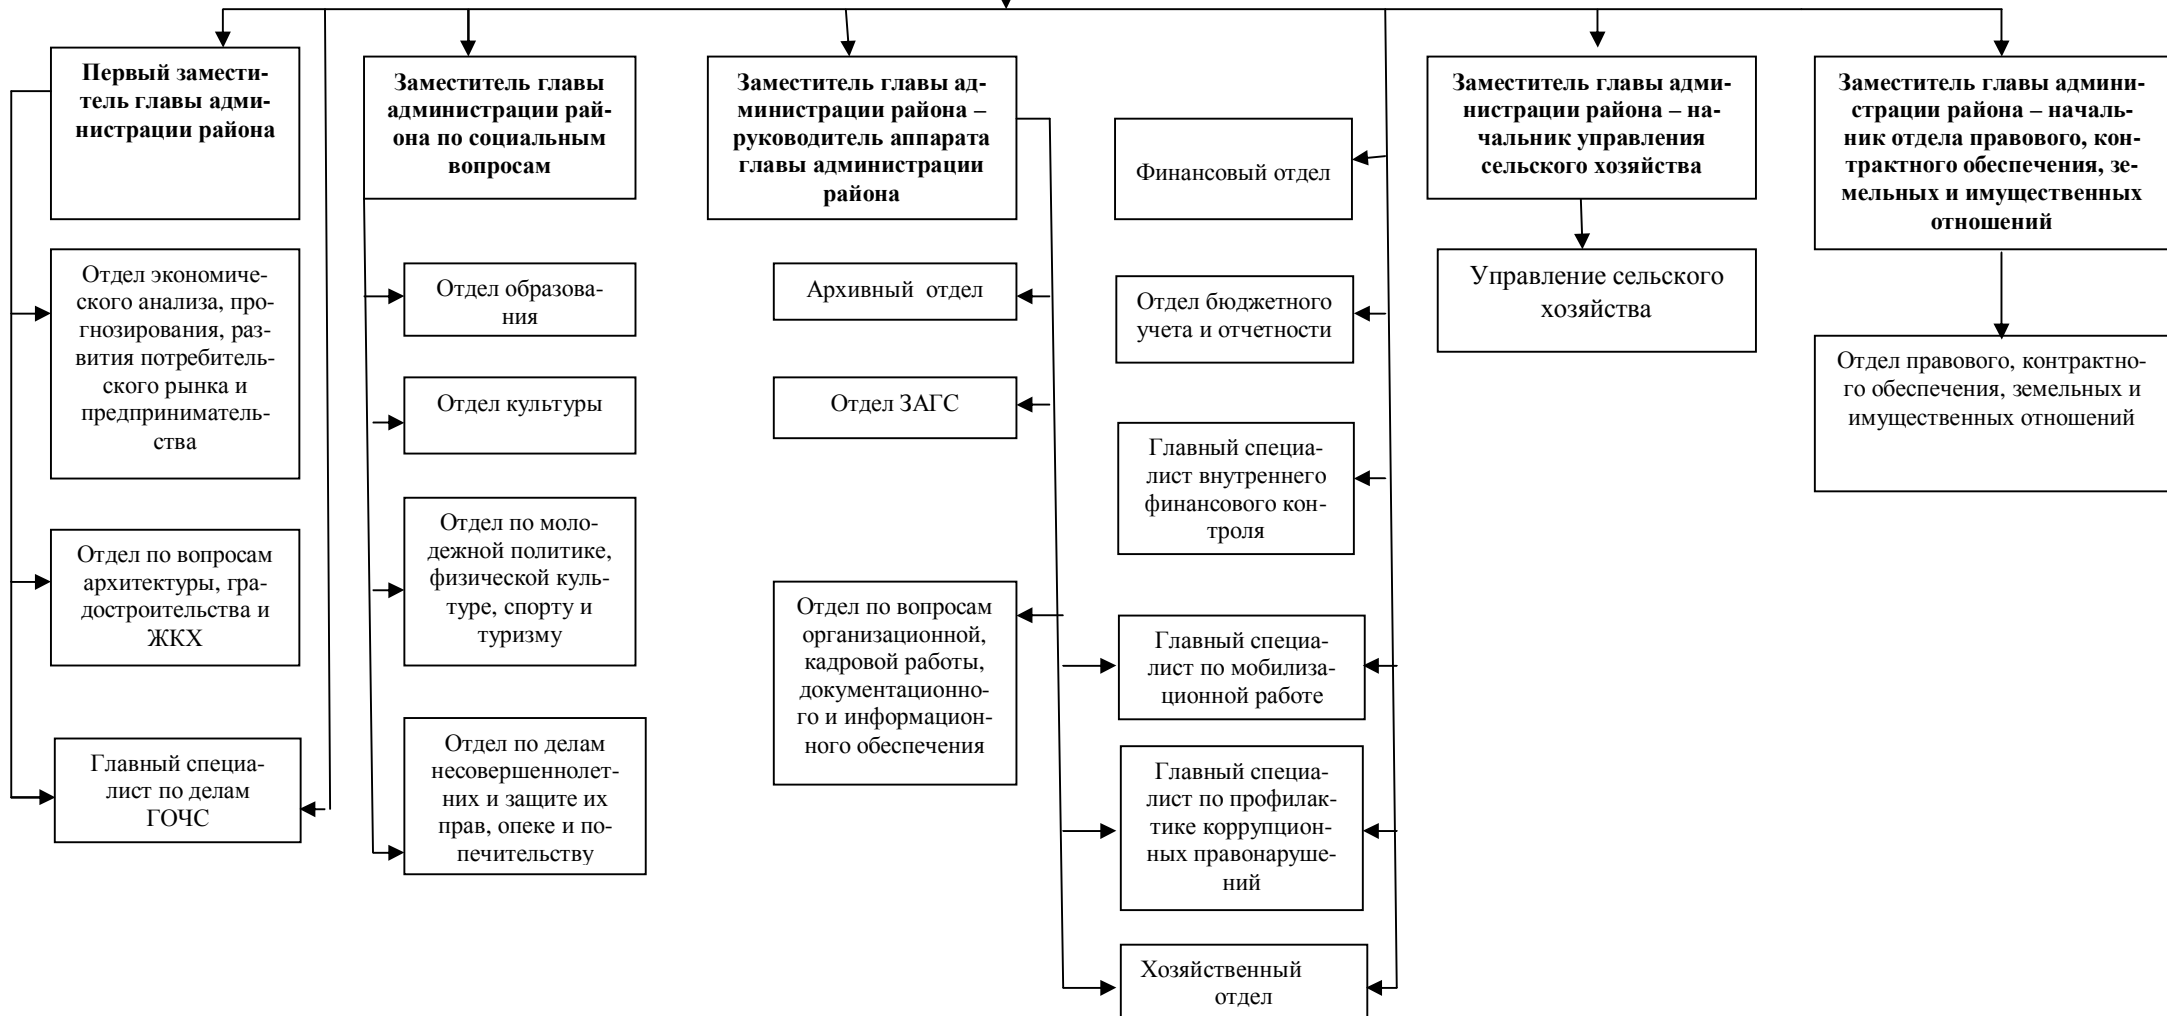 Первый замести-
тель главы адми-
нистрации района
Заместитель главы
администрации рай-
она по социальным
вопросам
Заместитель главы ад-
министрации района –
руководитель аппарата
главы администрации
района
Финансовый отдел
Заместитель главы адми-
нистрации района – на-
чальник управления
сельского хозяйства
Заместитель главы админи-
страции района – началь-
ник отдела правового, кон-
трактного обеспечения, зе-
мельных и имущественных
отношений
Отдел экономиче-
ского анализа, про-
гнозирования, раз-
вития потребитель-
ского рынка и
предприниматель-
ства
Отдел образова-
ния
Архивный отдел
Отдел бюджетного
учета и отчетности
Управление сельского
хозяйства
Отдел правового, контрактно-
го обеспечения, земельных и
имущественных отношений
Отдел культуры
Отдел ЗАГС
Главный специа-
лист внутреннего
финансового кон-
троля
Отдел по вопросам
архитектуры, гра-
достроительства и
ЖКХ
Отдел по моло-
дежной политике,
физической куль-
туре, спорту и
туризму
Отдел по вопросам
организационной,
кадровой работы,
документационно-
го и информацион-
ного обеспечения
Главный специа-
лист по мобилиза-
ционной работе
Главный специа-
лист по делам
ГОЧС
Отдел по делам
несовершеннолет-
них и защите их
прав, опеке и по-
печительству
Главный специа-
лист по профилак-
тике коррупцион-
ных правонаруше-
ний
Хозяйственный
отдел